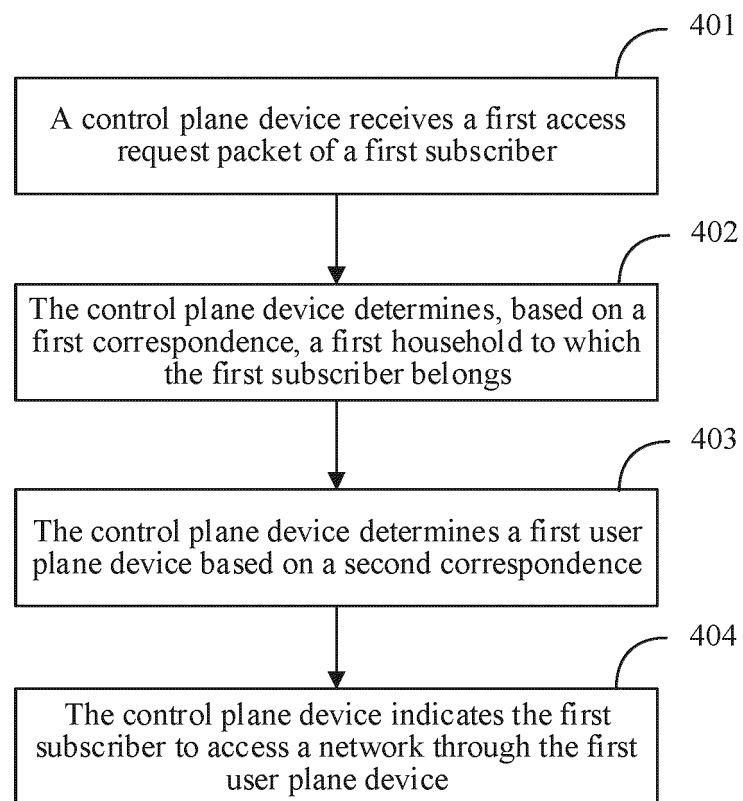 401
A control plane device receives a first access
request packet of a first subscriber
402
The control plane device determines, based on a
first correspondence, a first household to which
the first subscriber belongs
403
The control plane device determines a first user
plane device based on a second correspondence
404
The control plane device indicates the first
subscriber to access a network through the first
user plane device